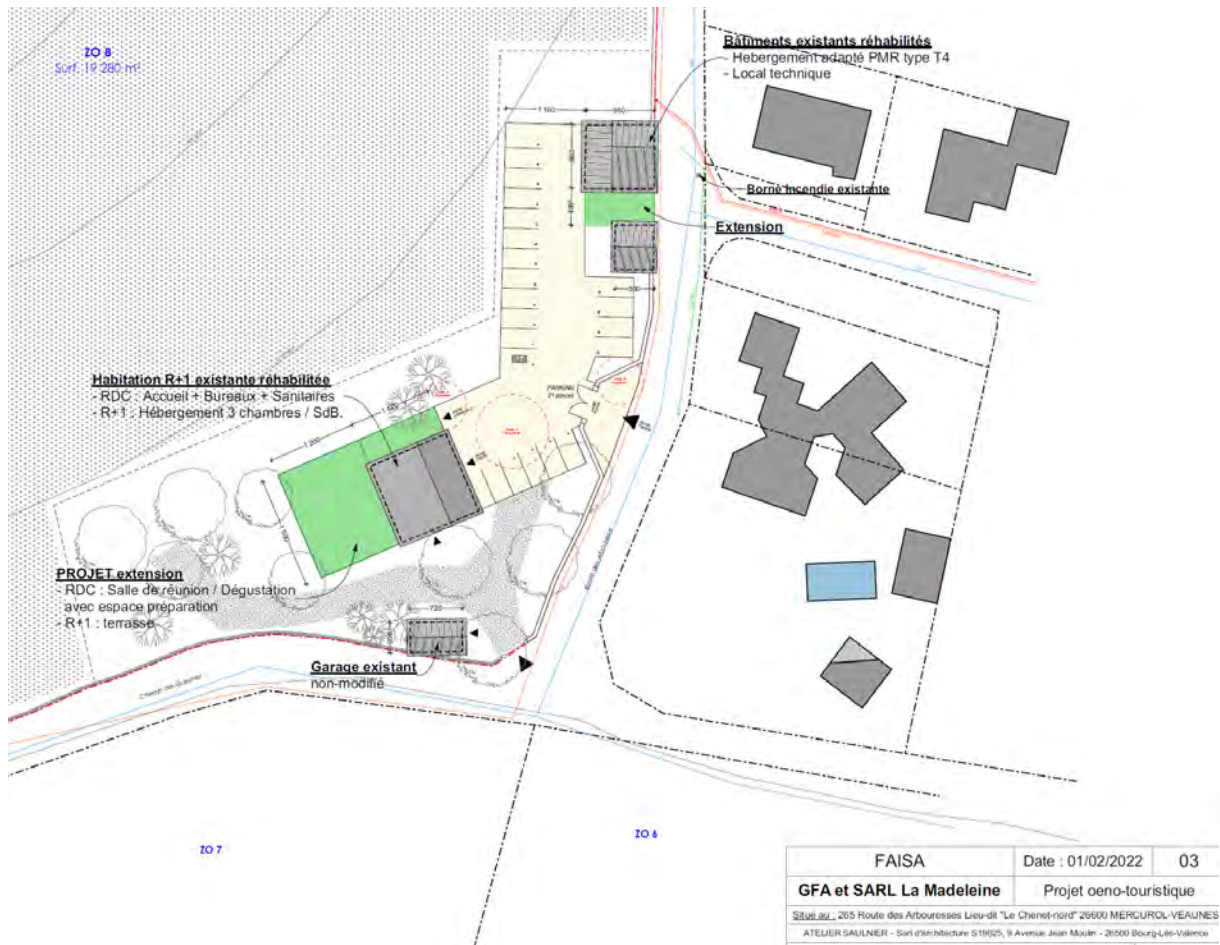 ZO 8
Surf. 19 280 m²
Bâtiments existants réhabilités
- Hebergement adapté PMR type T4
- Local technique
Borne incendie existante
Extension
Habitation R+1 existante réhabilitée
- RDC : Accueil + Bureaux + Sanitaires
- R+1 : Hébergement 3 chambres / SdB.
PARKING
1 200
PROJET extension
- RDC : Salle de réunion / Dégustation
avec espace préparation
- R+1 : terrasse
720
Garage existant
non-modifié
ZO 7
ZO 6
FAISA
Date : 01/02/2022
03
GFA et SARL La Madeleine
Projet oeno-touristique
Situé au : 265 Route des Arbouresses Lieu-dit "Le Chenet-nord" 26600 MERCUROL-VEAUNES
ATELIER SAULNIER - Sarl d'architecture S19025, 9 Avenue Jean Moulin - 26500 Bourg-Lès-Valence